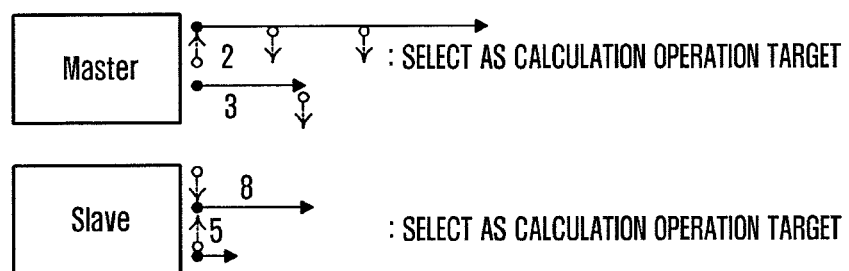 2
Master : SELECT AS CALCULATION OPERATION TARGET
3
8
Slave 5 : SELECT AS CALCULATION OPERATION TARGET